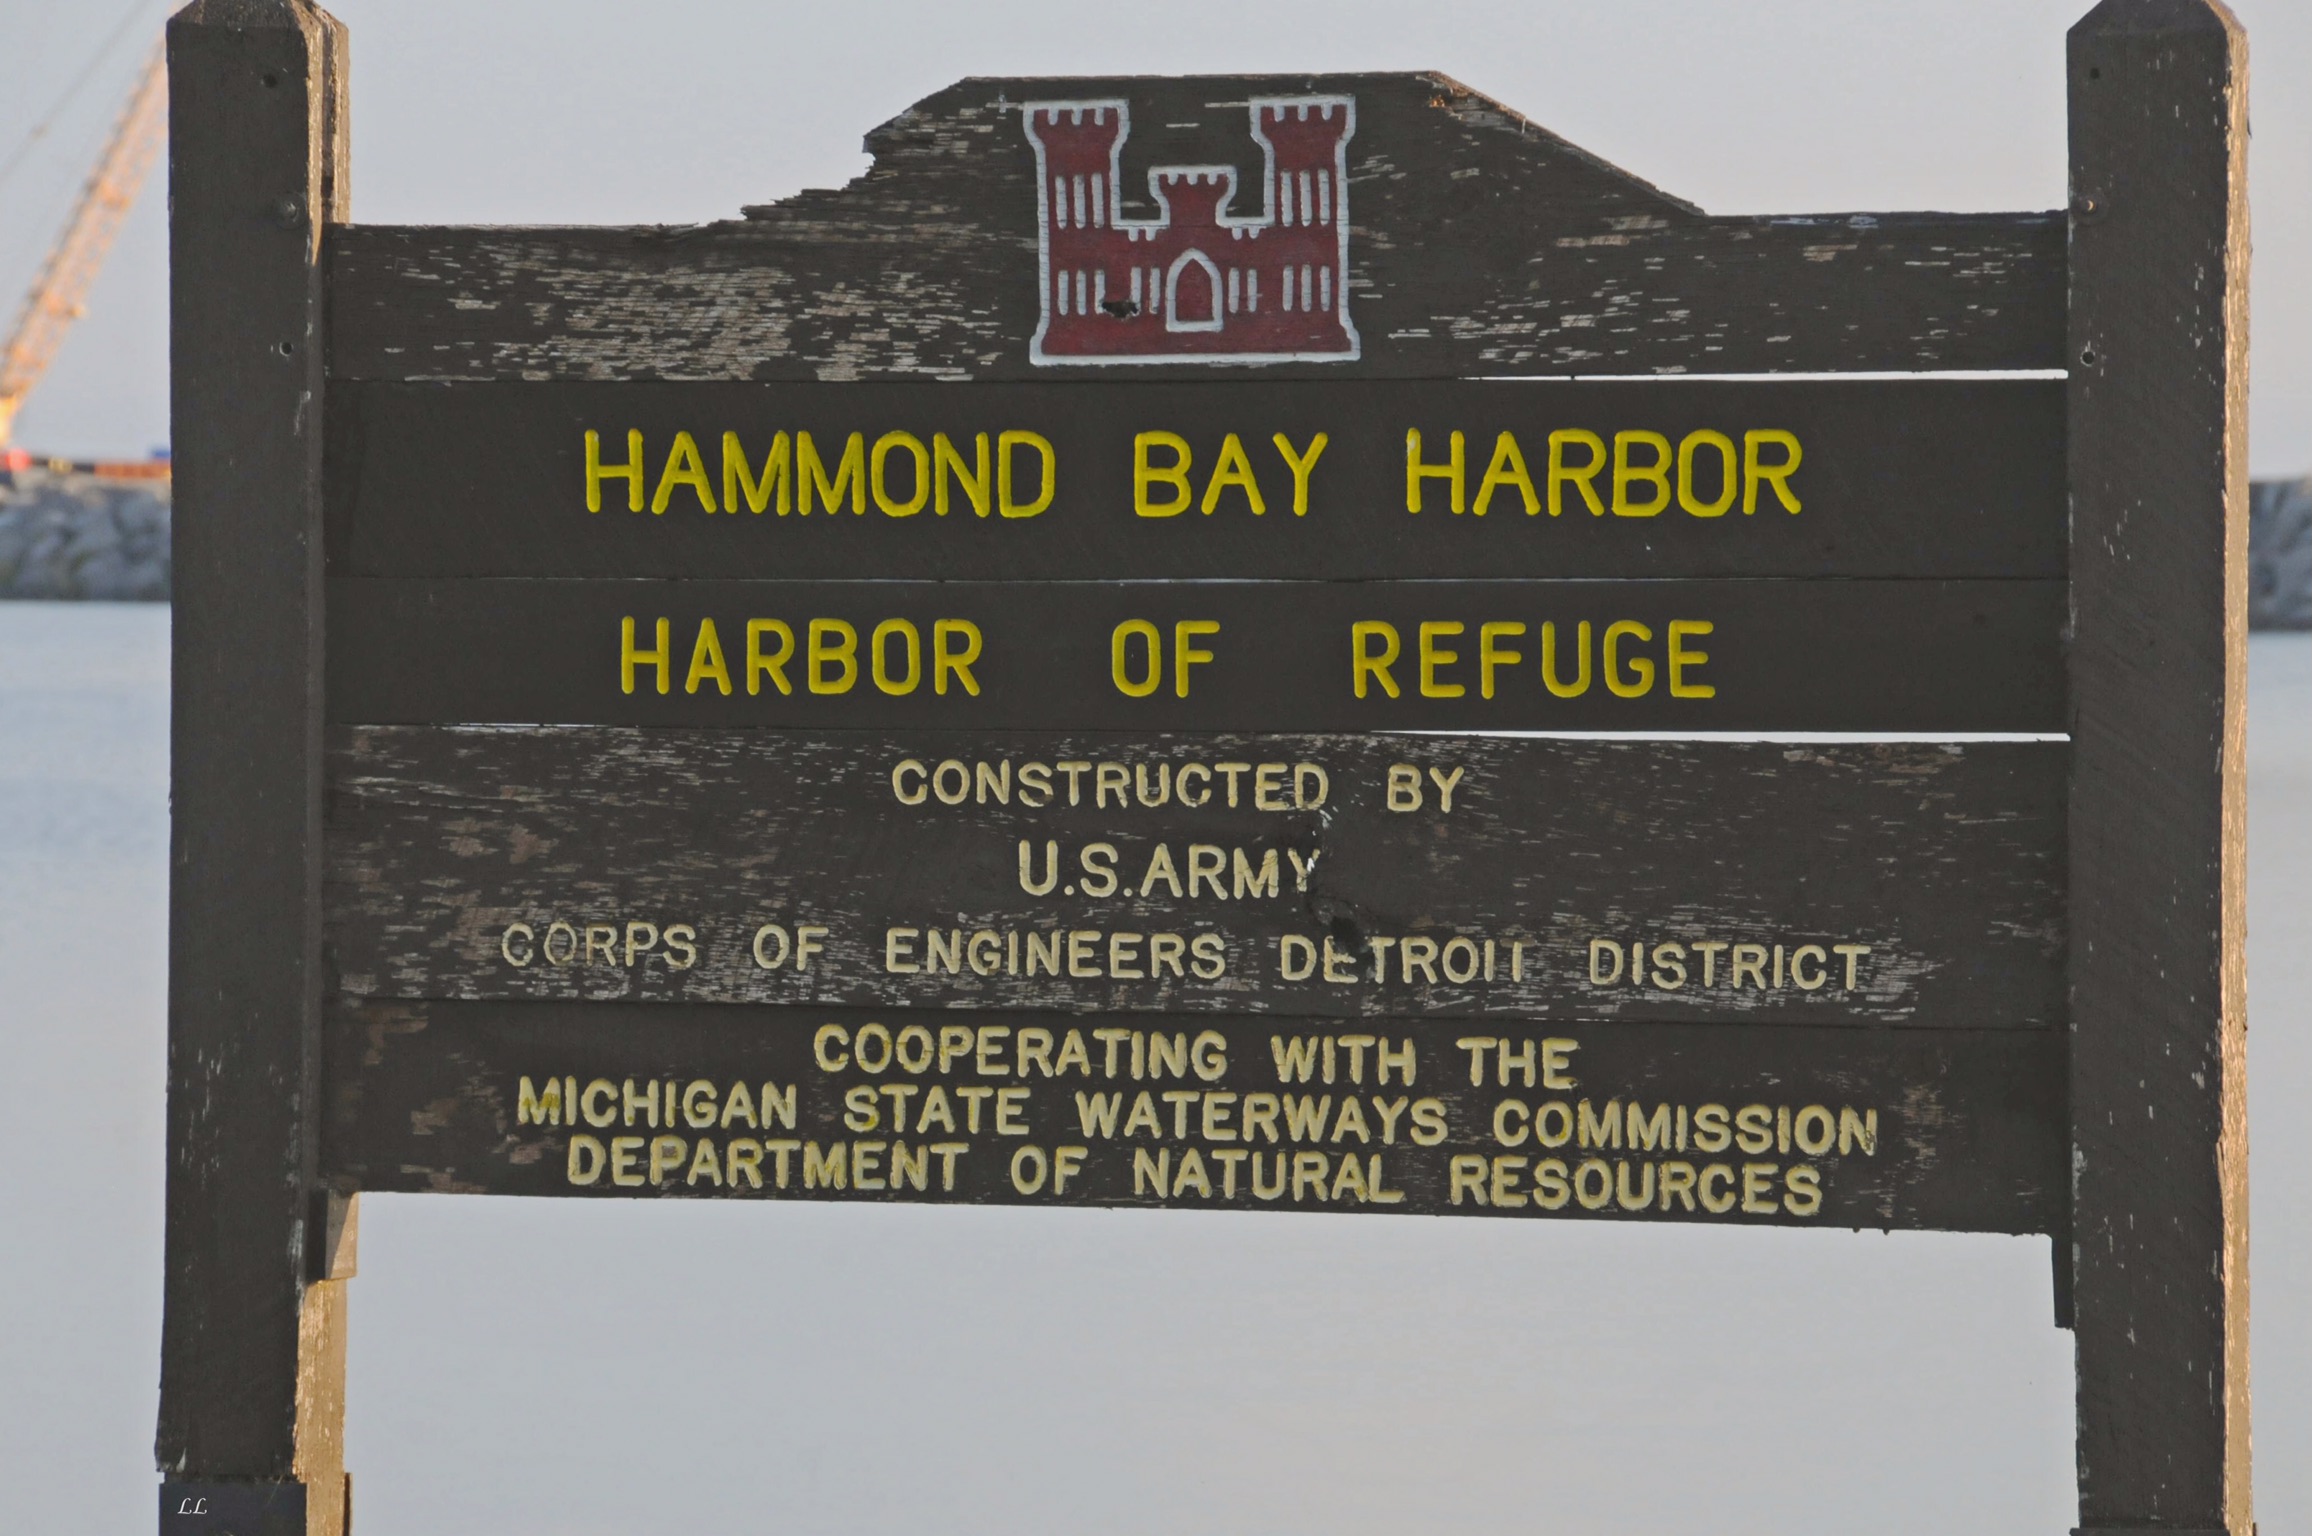 HAMMOND BAY HARBOR
HARBOR OF REFUGE
CONSTRUCTED BY
U.S.ARMY
CORPS OF ENGINEERS DETROIT DISTRICT
COOPERATING WITH THE
MICHIGAN STATE WATERWAYS COMMISSION
DEPARTMENT OF NATURAL RESOURCES
LL